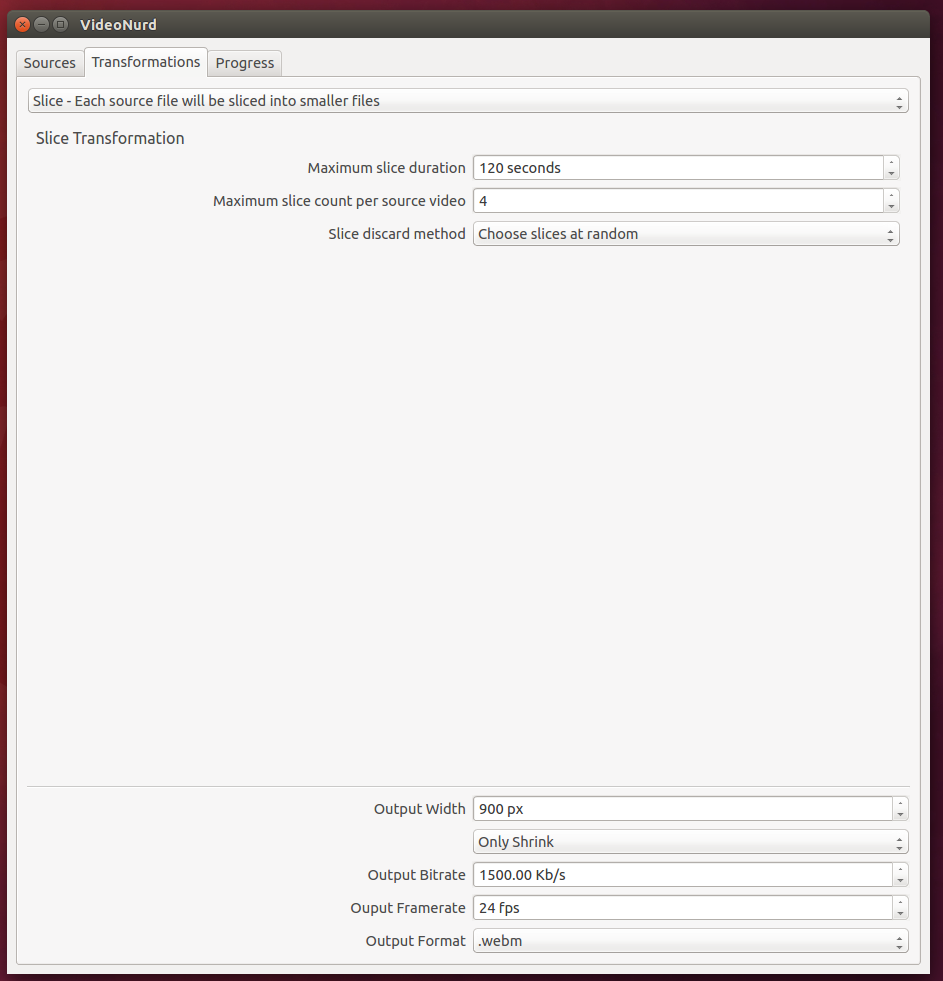 VideoNurd
Sources Transformations Progress
Slice - Each source file will be sliced into smaller files
Slice Transformation
Maximum slice duration 120 seconds
Maximum slice count per source video 4
Slice discard method Choose slices at random
Output Width 900 px
Only Shrink
Output Bitrate 1500.00 Kb/s
Ouput Framerate 24 fps
Output Format .webm